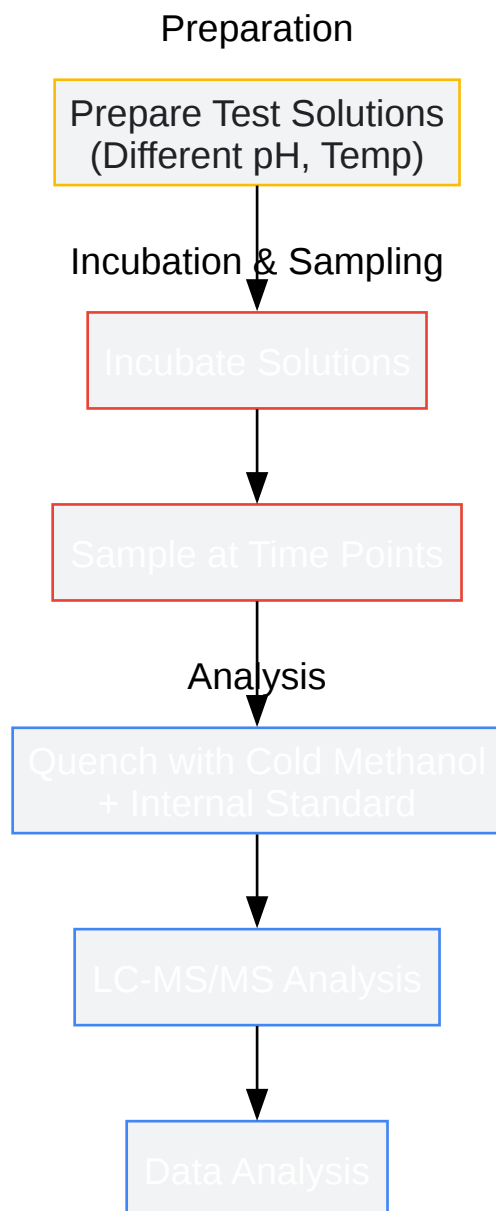 Preparation
Prepare Test Solutions
(Different pH, Temp)
Incubation & Sampling
Incubate Solutions
Sample at Time Points
Analysis
Quench with Cold Methanol
+ Internal Standard
LC-MS/MS Analysis
Data Analysis